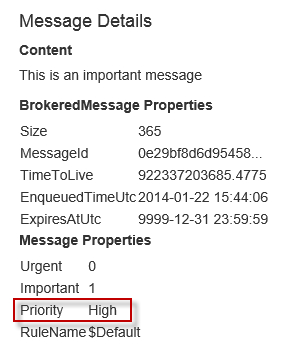 Message Details
Content
This is an important message
BrokeredMessage Properties
Size 365
MessageId 0e29bf8d6d95458...
TimeToLive 922337203685.4775
EnqueuedTimeUtc 2014-01-22 15:44:06
ExpiresAtUtc 9999-12-31 23:59:59
Message Properties
Urgent 0
Important 1
Priority High
RuleName $Default